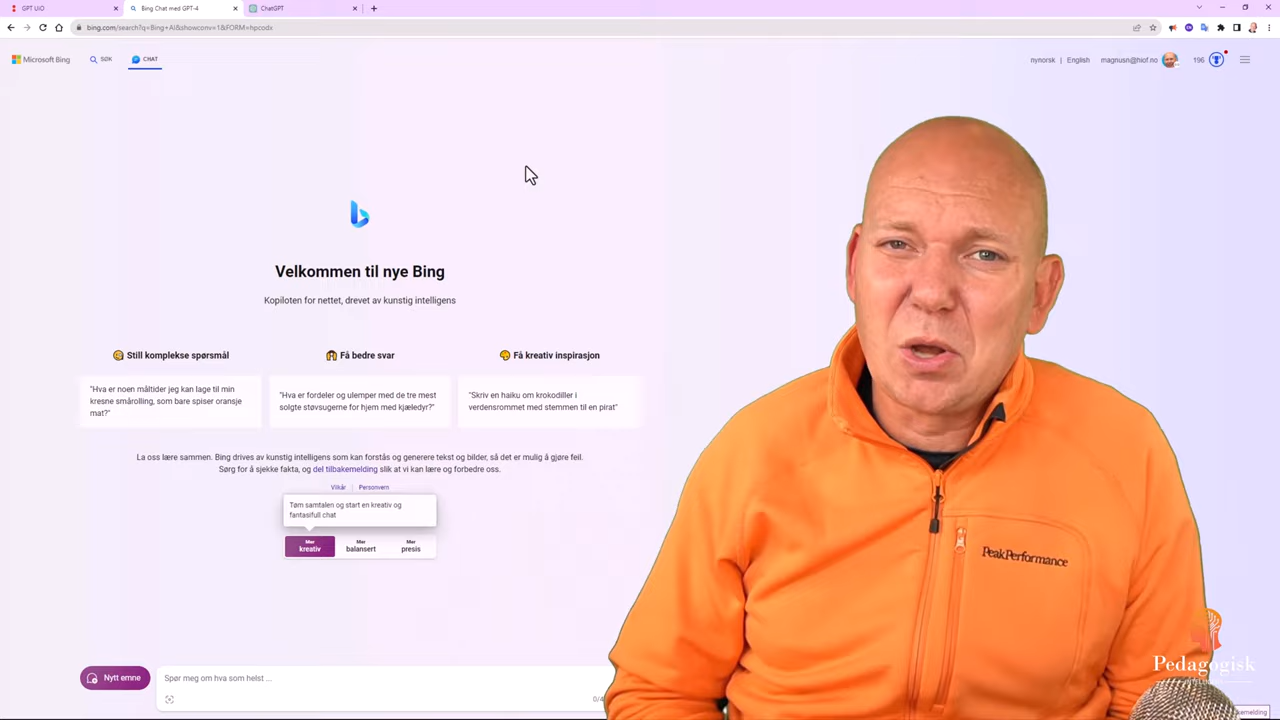 GPT UiO
Bing Chat med GPT-4
ChatGPT
bing.com/search?q=Bing+AI&showconv=1&FORM=hpcodx
Microsoft Bing
SØK
CHAT
nynorsk | English
magnusn@hiof.no
196
Velkommen til nye Bing
Kopiloten for nettet, drevet av kunstig intelligens
Still komplekse spørsmål
Få bedre svar
Få kreativ inspirasjon
"Hva er noen måltider jeg kan lage til min
kresne smårolling, som bare spiser oransje
mat?"
"Hva er fordeler og ulemper med de tre mest
solgte støvsugerne for hjem med kjæledyr?"
"Skriv en haiku om krokodiller i
verdensrommet med stemmen til en pirat"
La oss lære sammen. Bing drives av kunstig intelligens som kan forstås og generere tekst og bilder, så det er mulig å gjøre feil.
Sørg for å sjekke fakta, og del tilbakemelding slik at vi kan lære og forbedre oss.
Vilkår | Personvern
Tøm samtalen og start en kreativ og
fantasifull chat
Mer
kreativ
Mer
balansert
Mer
presis
Nytt emne
Spør meg om hva som helst ...
0/4
PeakPerformance
Pedagogisk
kemelding